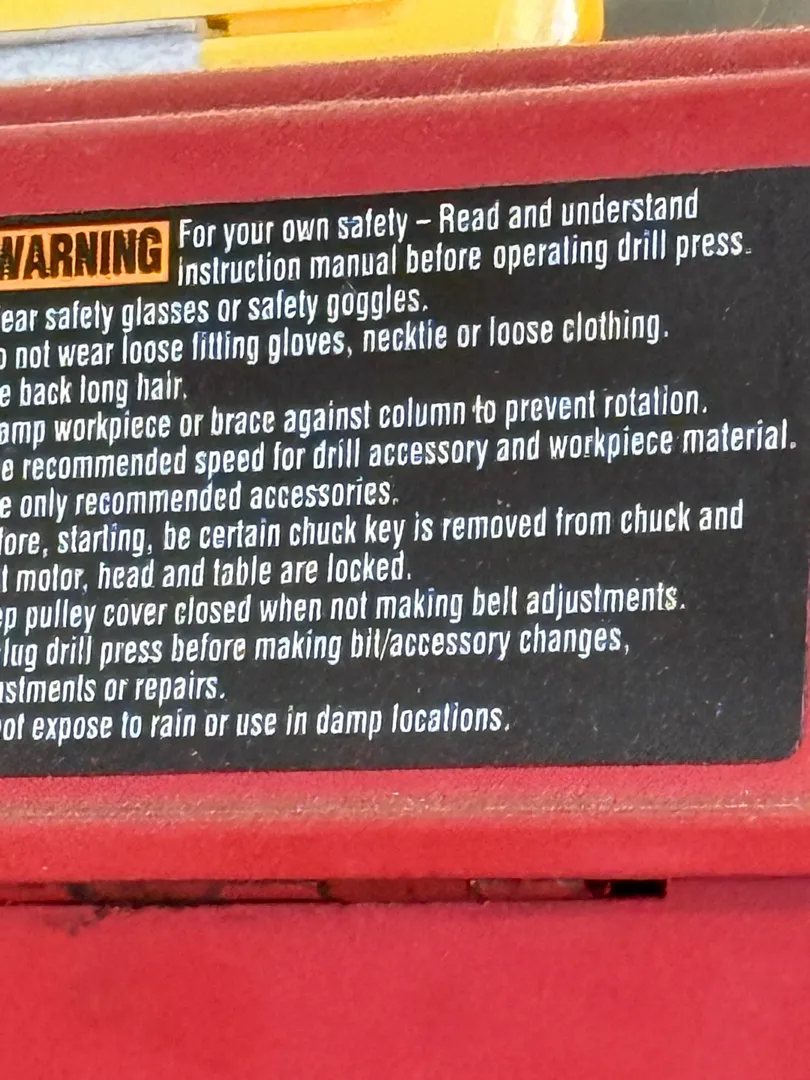 WARNING For your own safety – Read and understand
instruction manual before operating drill press.
ear safety glasses or safety goggles.
o not wear loose fitting gloves, necktie or loose clothing.
e back long hair.
amp workpiece or brace against column to prevent rotation.
e recommended speed for drill accessory and workpiece material.
e only recommended accessories.
fore, starting, be certain chuck key is removed from chuck and
t motor, head and table are locked.
ep pulley cover closed when not making belt adjustments.
lug drill press before making bit/accessory changes,
ustments or repairs.
ot expose to rain or use in damp locations.